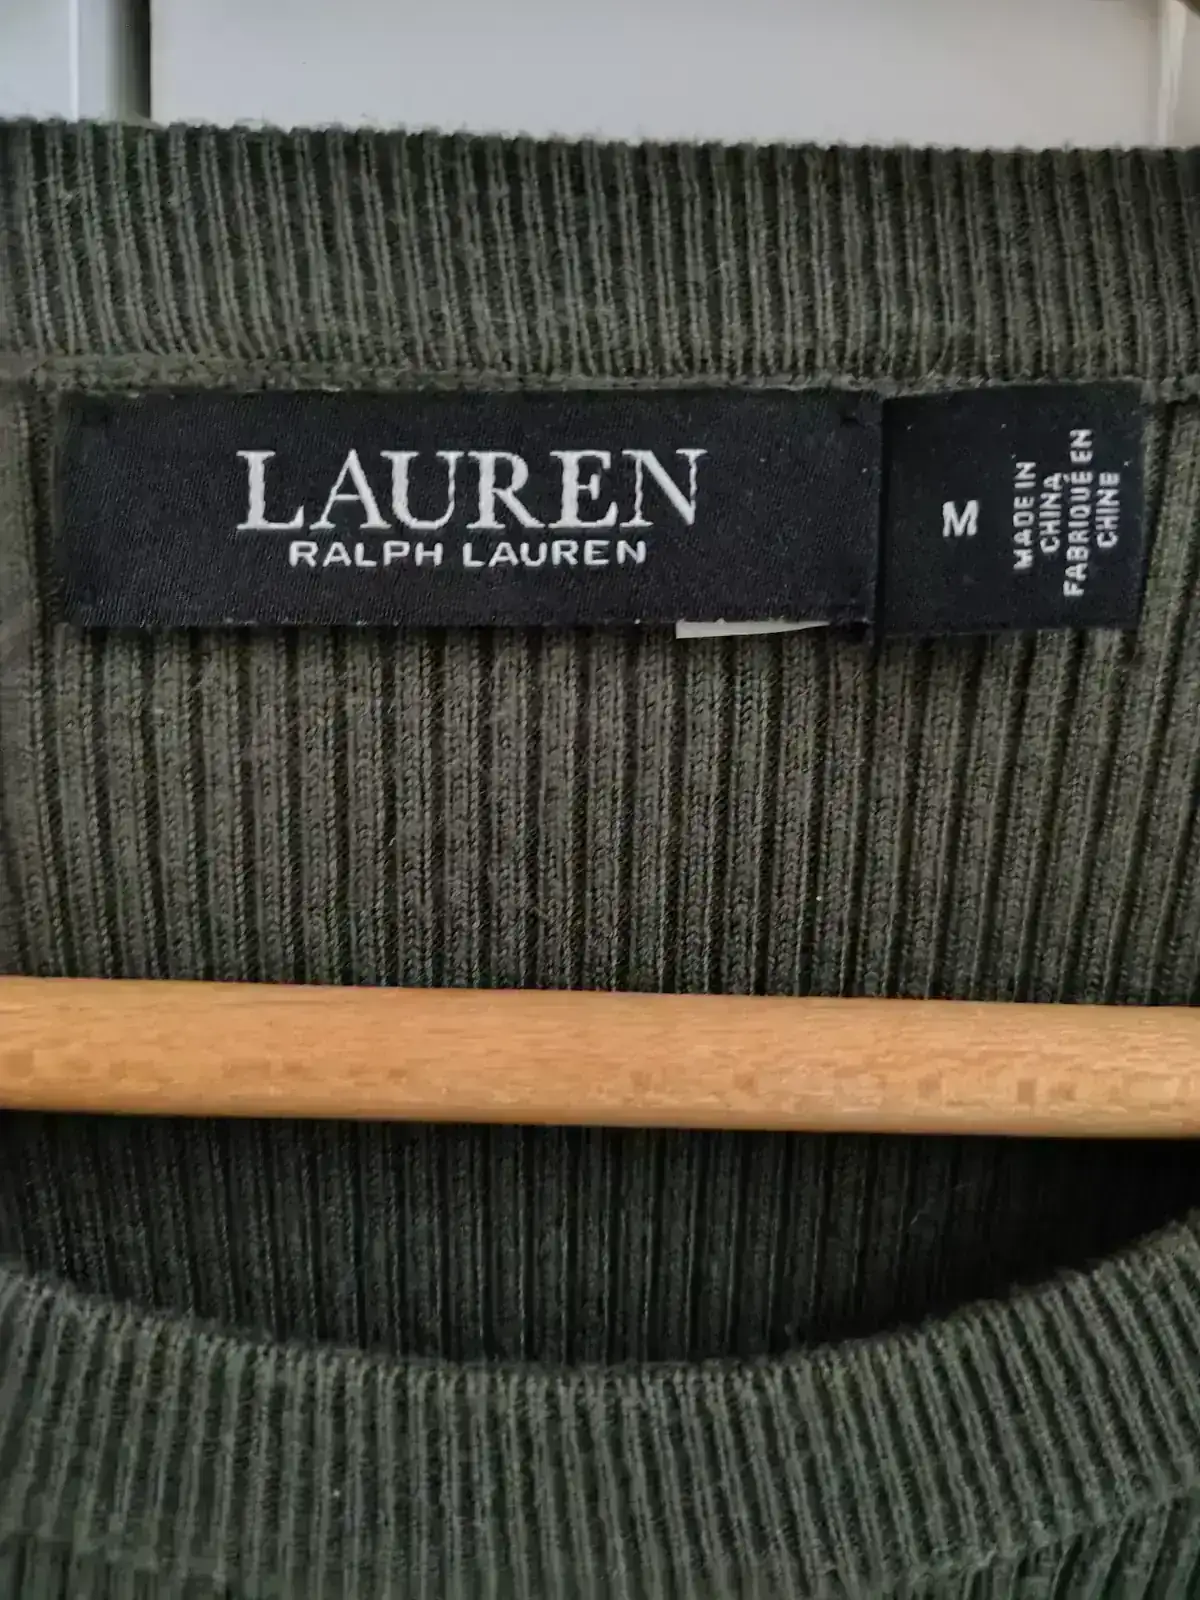 LAUREN
RALPH LAUREN
M
MADE IN
CHINA
FABRIQUÉ EN
CHINE